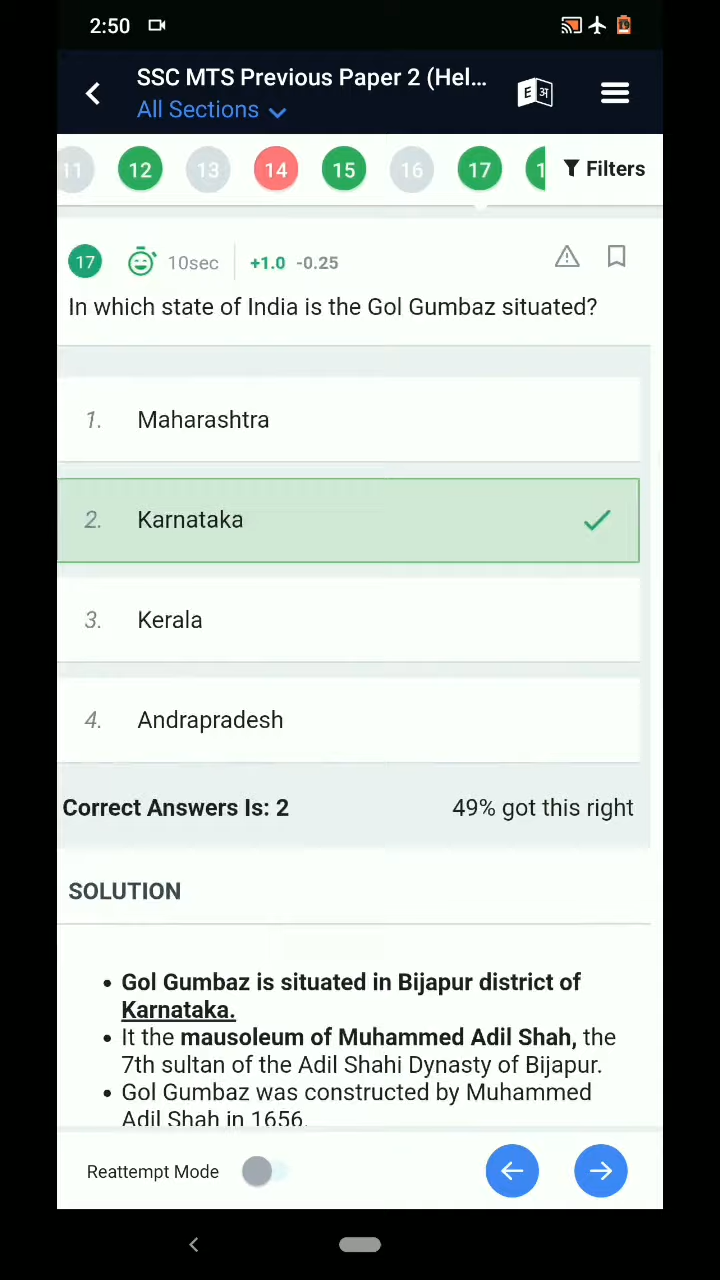 2:50
SSC MTS Previous Paper 2 (Hel...
E अ
All Sections
11 12 13 14 15 16 17 1 Filters
17 10sec +1.0 -0.25
In which state of India is the Gol Gumbaz situated?
1. Maharashtra
2. Karnataka
3. Kerala
4. Andrapradesh
Correct Answers Is: 2 49% got this right
SOLUTION
• Gol Gumbaz is situated in Bijapur district of
Karnataka.
• It the mausoleum of Muhammed Adil Shah, the
7th sultan of the Adil Shahi Dynasty of Bijapur.
• Gol Gumbaz was constructed by Muhammed
Adil Shah in 1656.
Reattempt Mode